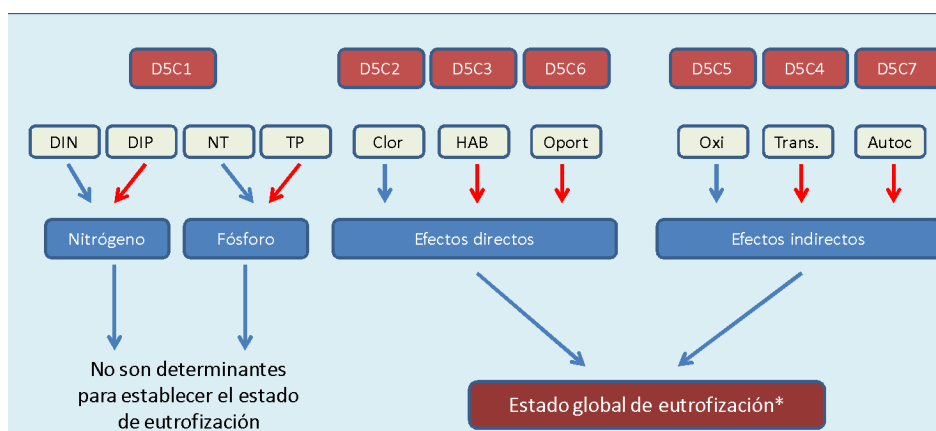 D5C1
D5C2
D5C3
D5C6
D5C5
D5C4
D5C7
DIN
DIP
NT
TP
Clor
HAB
Oport
Oxi
Trans.
Autoc
Nitrógeno
Fósforo
Efectos directos
Efectos indirectos
No son determinantes
para establecer el estado
de eutrofización
Estado global de eutrofización*